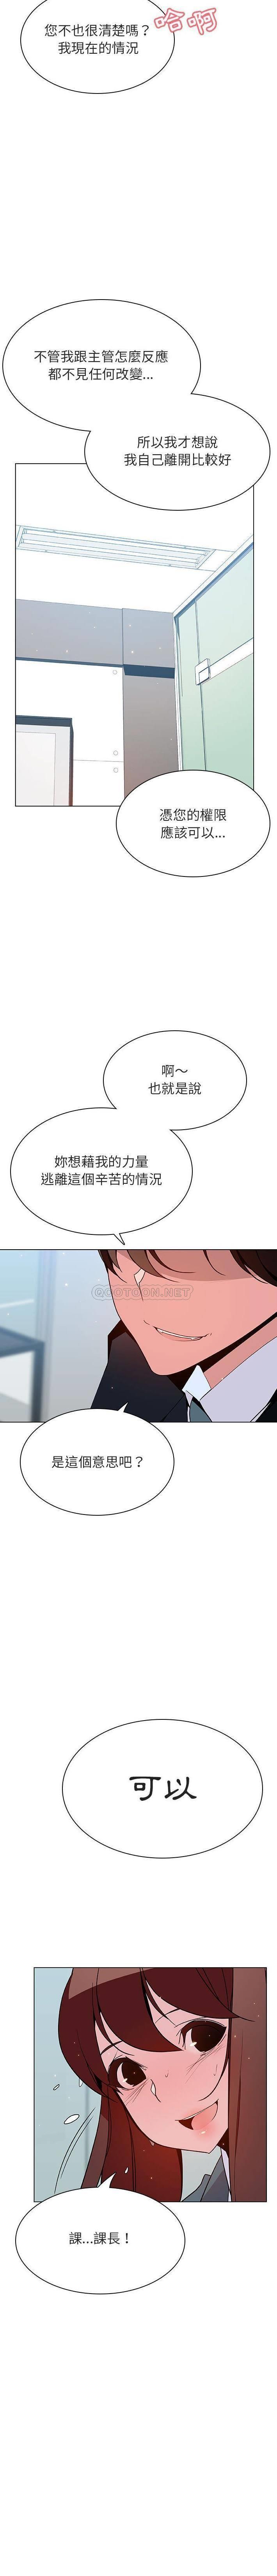 您不也很清楚嗎？
我現在的情況
哈啊
不管我跟主管怎麼反應
都不見任何改變...
所以我才想說
我自己離開比較好
憑您的權限
應該可以...
啊～
也就是說
妳想藉我的力量
逃離這個辛苦的情況
QOOTOON.NET
是這個意思吧？
可以
課...課長！